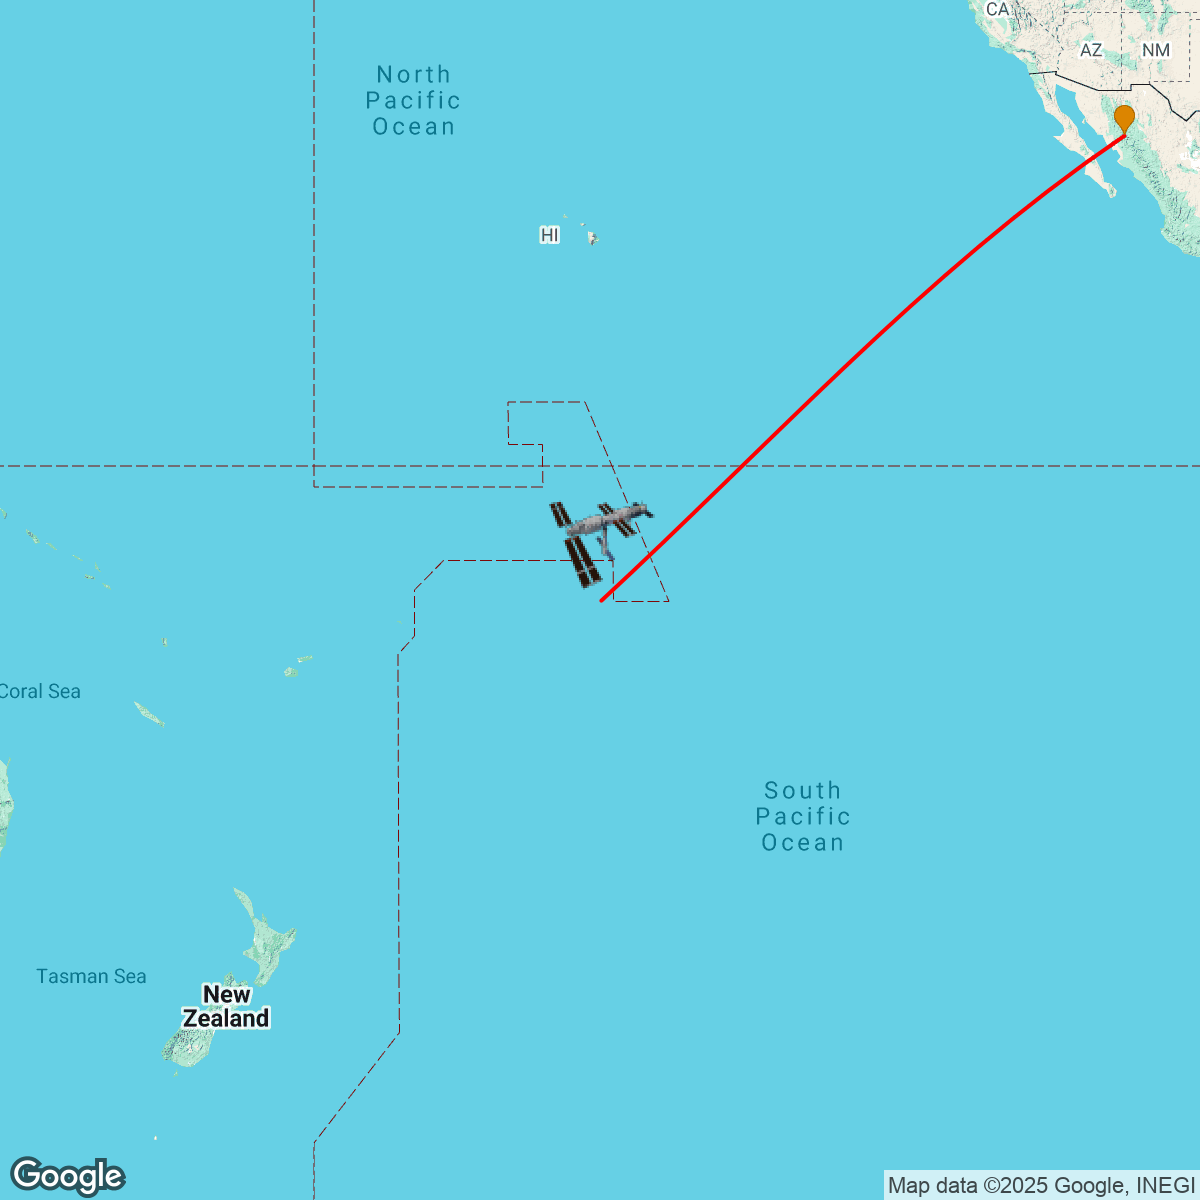 CA
AZ
NM
North
Pacific
Ocean
HI
Coral Sea
South
Pacific
Ocean
Tasman Sea
New
Zealand
Google
Map data ©2025 Google, INEGI